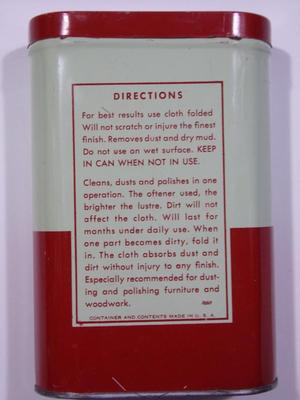 DIRECTIONS
For best results use cloth folded
Will not scratch or injure the finest
finish. Removes dust and dry mud.
Do not use on wet surface. KEEP
IN CAN WHEN NOT IN USE.
Cleans, dusts and polishes in one
operation. The oftener used, the
brighter the lustre. Dirt will not
affect the cloth. Will last for
months under daily use. When
one part becomes dirty, fold it
in. The cloth absorbs dust and
dirt without injury to any finish.
Especially recommended for dust-
ing and polishing furniture and
woodwork.
CONTAINER AND CONTENTS MADE IN U. S. A.